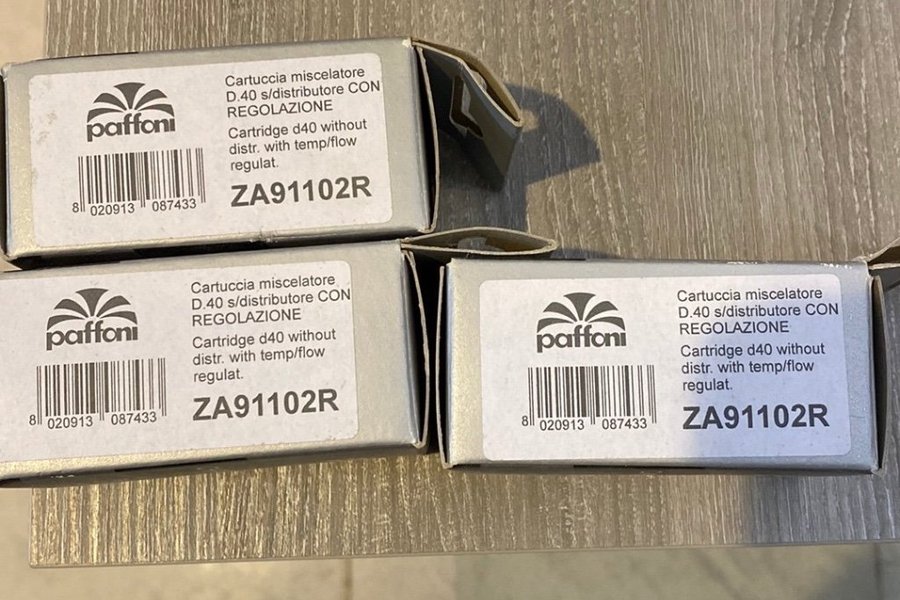 paffoni
Cartuccia miscelatore
D.40 s/distributore CON
REGOLAZIONE
Cartridge d40 without
distr. with temp/flow
regulat.
ZA91102R
8 020913 087433
paffoni
Cartuccia miscelatore
D.40 s/distributore CON
REGOLAZIONE
Cartridge d40 without
distr. with temp/flow
regulat.
ZA91102R
8 020913 087433
paffoni
Cartuccia miscelatore
D.40 s/distributore CON
REGOLAZIONE
Cartridge d40 without
distr. with temp/flow
regulat.
ZA91102R
8 020913 087433